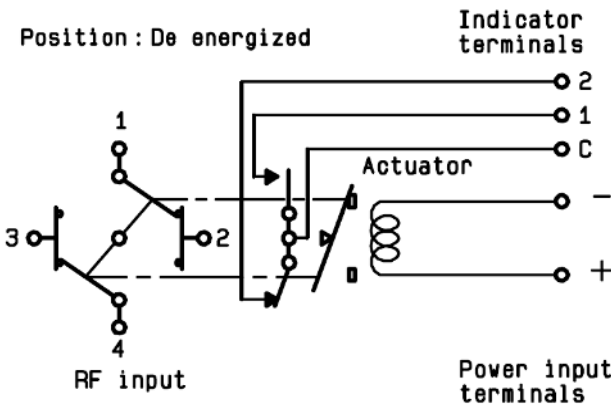 Position : De energized
Indicator
terminals
2
1
C
1
Actuator
−
3
2
+
4
RF input
Power input
terminals